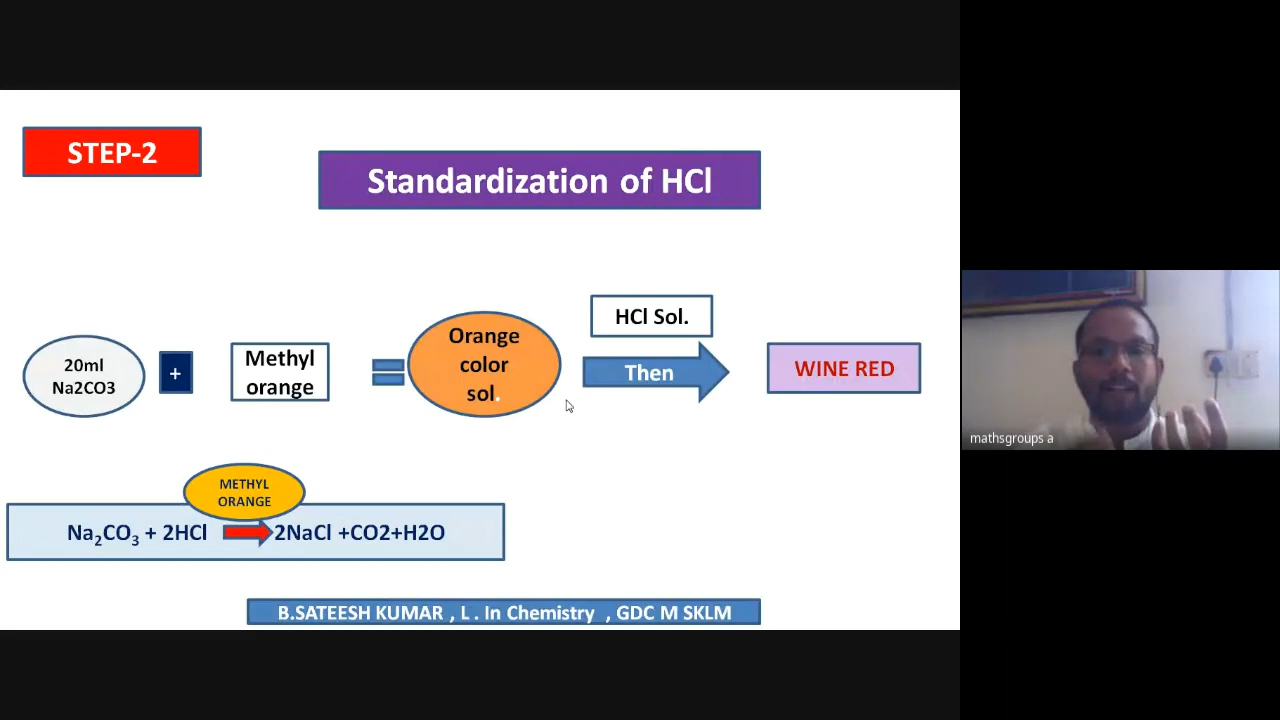 STEP-2
Standardization of HCl
20ml
Na2CO3
+
Methyl
orange
Orange
color
sol.
HCl Sol.
Then
WINE RED
METHYL
ORANGE
Na₂CO₃ + 2HCl 2NaCl +CO2+H2O
B.SATEESH KUMAR , L . In Chemistry , GDC M SKLM
mathsgroups a